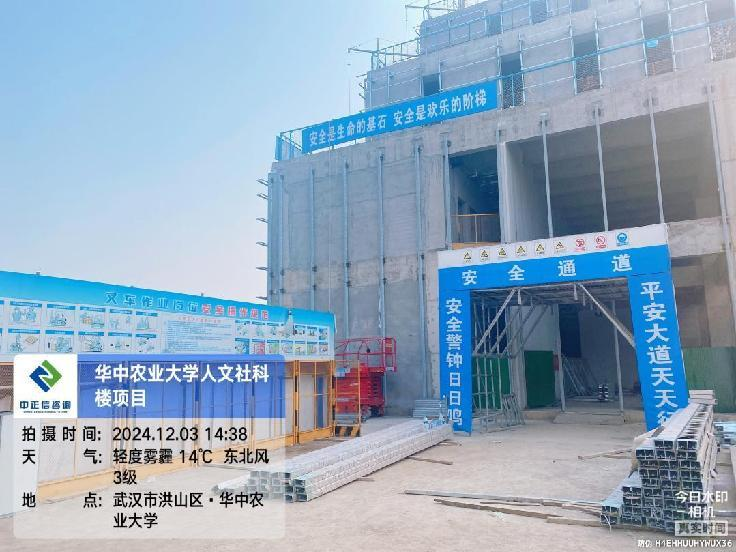 安全是生命的基石 安全是欢乐的阶梯
安全通道
安全警钟日日鸣
平安大道天天
叉车作业
中正信咨询
华中农业大学人文社科
楼项目
拍摄时间: 2024.12.03 14:38
天气: 轻度雾霾 14℃ 东北风
3级
地点: 武汉市洪山区·华中农
业大学
今日水印
相机
真实时间
防伪 H4EHHUUHYWUX36